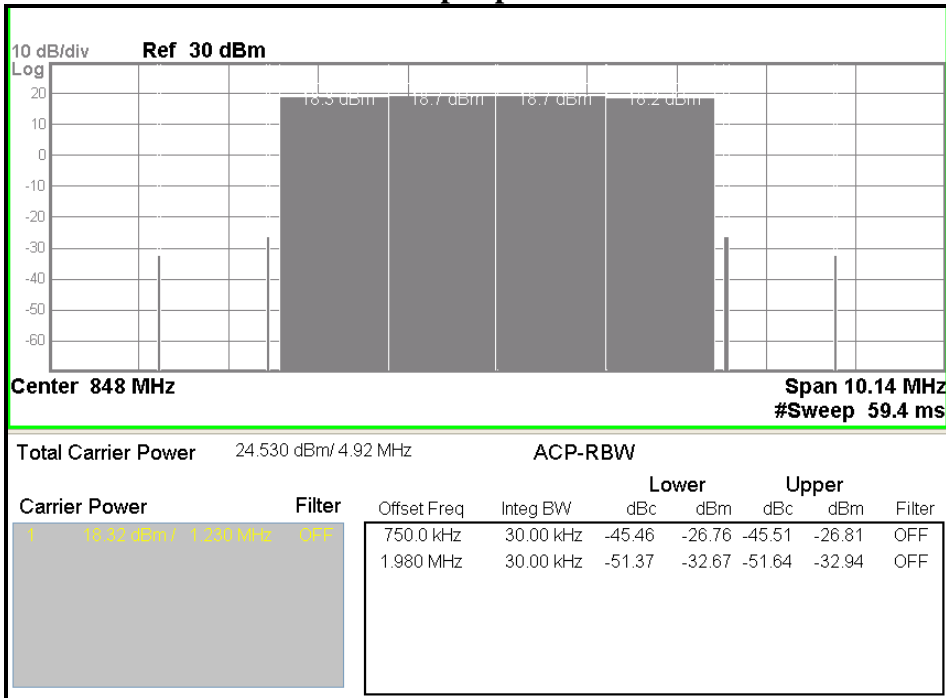 10 dB/div Ref 30 dBm
Log
20
10
0
-10
-20
-30
-40
-50
-60
18.3 dBm 18.7 dBm 18.7 dBm 18.2 dBm
Center 848 MHz Span 10.14 MHz
#Sweep 59.4 ms
Total Carrier Power 24.530 dBm/ 4.92 MHz ACP-RBW
Lower Upper
Carrier Power Filter Offset Freq Integ BW dBc dBm dBc dBm Filter
1 18.32 dBm / 1.230 MHz OFF 750.0 kHz 30.00 kHz -45.46 -26.76 -45.51 -26.81 OFF
1.980 MHz 30.00 kHz -51.37 -32.67 -51.64 -32.94 OFF